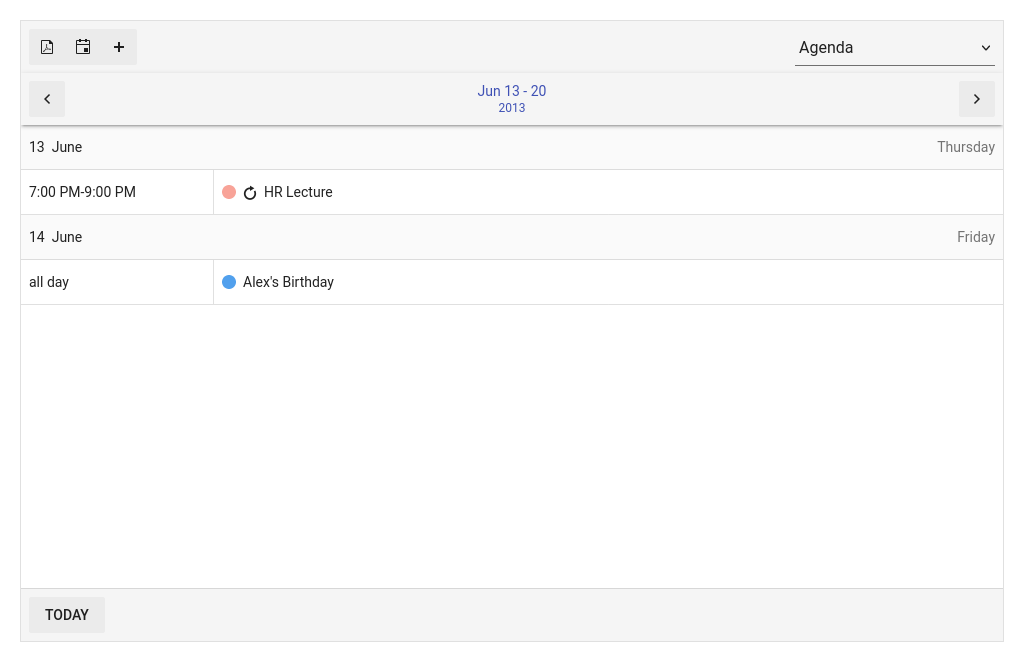 Agenda
Jun 13 - 20
2013
13 June Thursday
7:00 PM-9:00 PM HR Lecture
14 June Friday
all day Alex's Birthday
TODAY